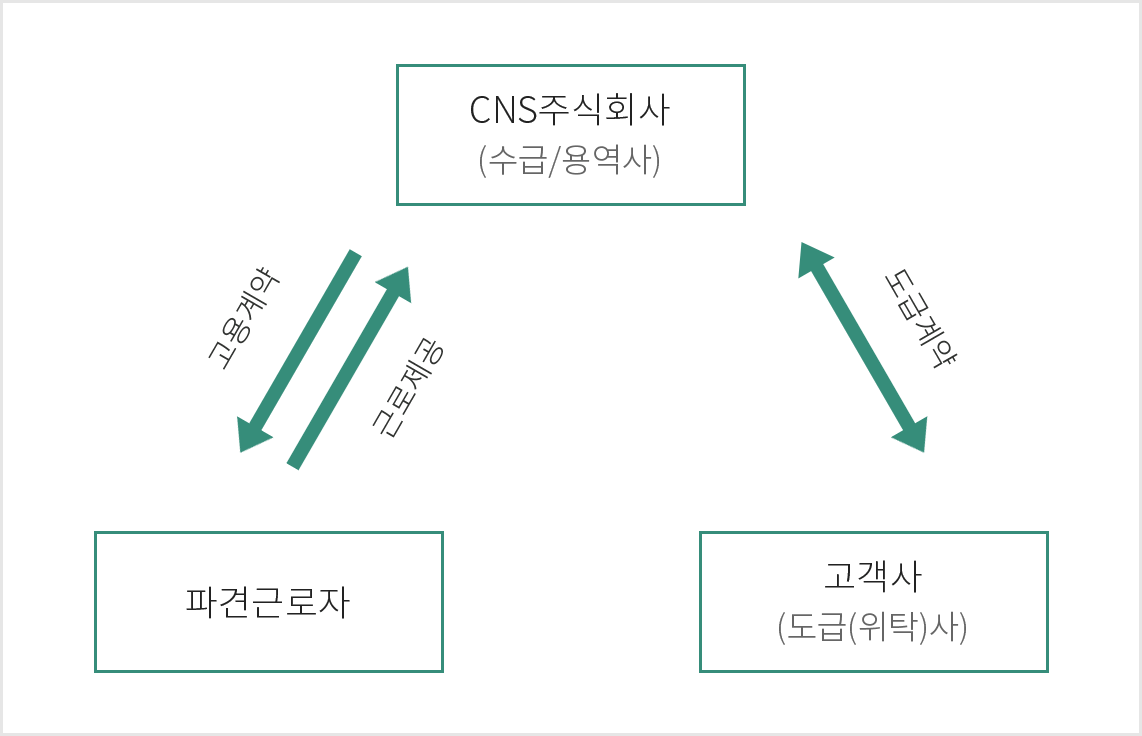 CNS주식회사
(수급/용역사)
고용계약
근로제공
도급계약
파견근로자
고객사
(도급(위탁)사)